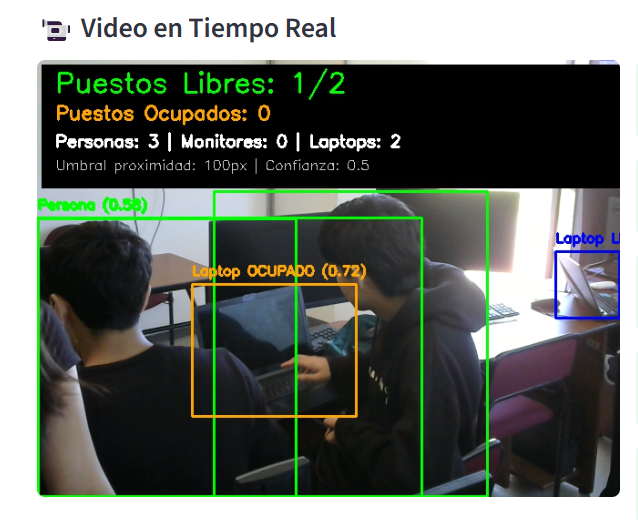 Video en Tiempo Real
Puestos Libres: 1/2
Puestos Ocupados: 0
Personas: 3 | Monitores: 0 | Laptops: 2
Umbral proximidad: 100px | Confianza: 0.5
Persona (0.58)
Laptop OCUPADO (0.72)
Laptop L